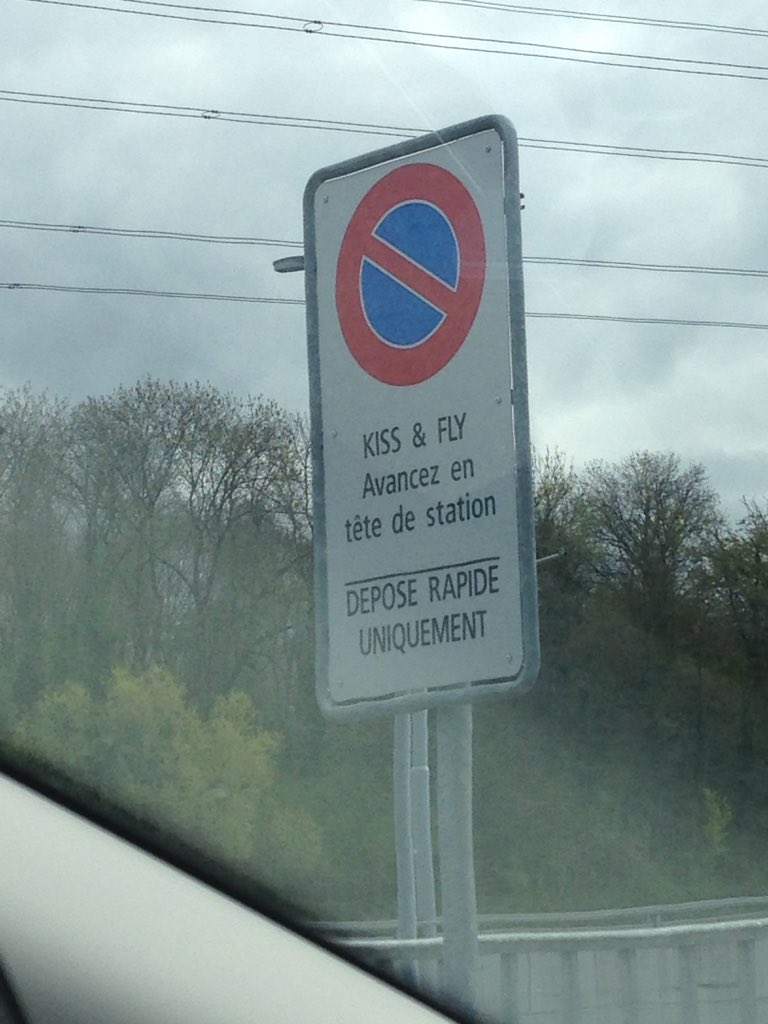 KISS & FLY
Avancez en
tête de station
DEPOSE RAPIDE
UNIQUEMENT